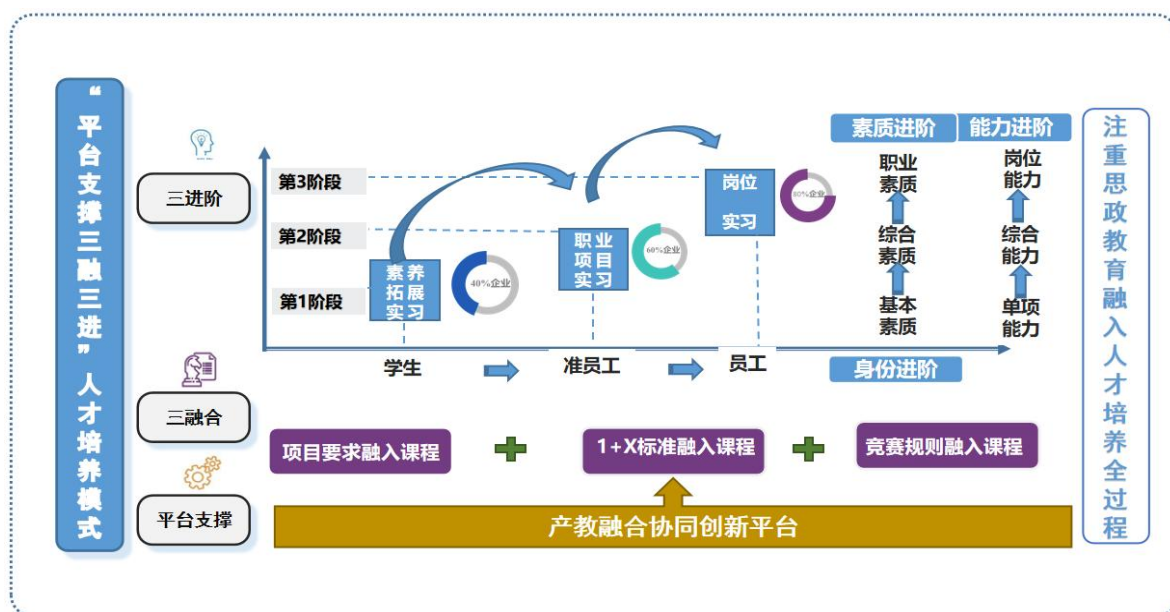 “平台支撑三融三进”人才培养模式
三进阶
第3阶段
第2阶段
第1阶段
素养
拓展
实习
40%企业
职业
项目
实习
60%企业
岗位
实习
80%企业
学生
准员工
员工
素质进阶
能力进阶
职业
素质
综合
素质
基本
素质
岗位
能力
综合
能力
单项
能力
身份进阶
三融合
项目要求融入课程
1+X标准融入课程
竞赛规则融入课程
平台支撑
产教融合协同创新平台
注重思政教育融入人才培养全过程